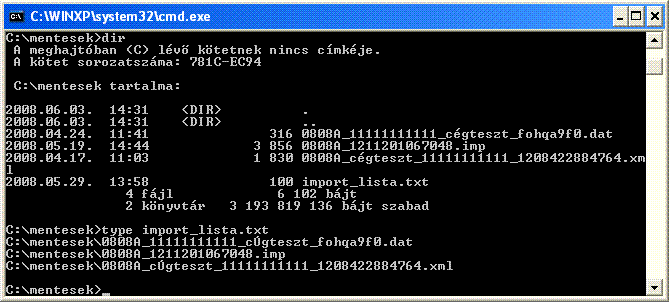 C:\WINXP\system32\cmd.exe
C:\mentesek>dir
 A meghajtóban (C) lévő kötetnek nincs címkéje.
 A kötet sorozatszáma: 781C-EC94

 C:\mentesek tartalma:

2008.06.03.  14:31    <DIR>          .
2008.06.03.  14:31    <DIR>          ..
2008.04.24.  11:41               316 0808A_11111111111_cégteszt_fohqa9f0.dat
2008.05.19.  14:44             3 856 0808A_1211201067048.imp
2008.04.17.  11:03             1 830 0808A_cégteszt_11111111111_1208422884764.xm
l
2008.05.29.  13:58               100 import_lista.txt
               4 fájl              6 102 bájt
               2 könyvtár   3 193 819 136 bájt szabad

C:\mentesek>type import_lista.txt
C:\mentesek\0808A_11111111111_cÚgteszt_fohqa9f0.dat
C:\mentesek\0808A_1211201067048.imp
C:\mentesek\0808A_cÚgteszt_11111111111_1208422884764.xml

C:\mentesek>_